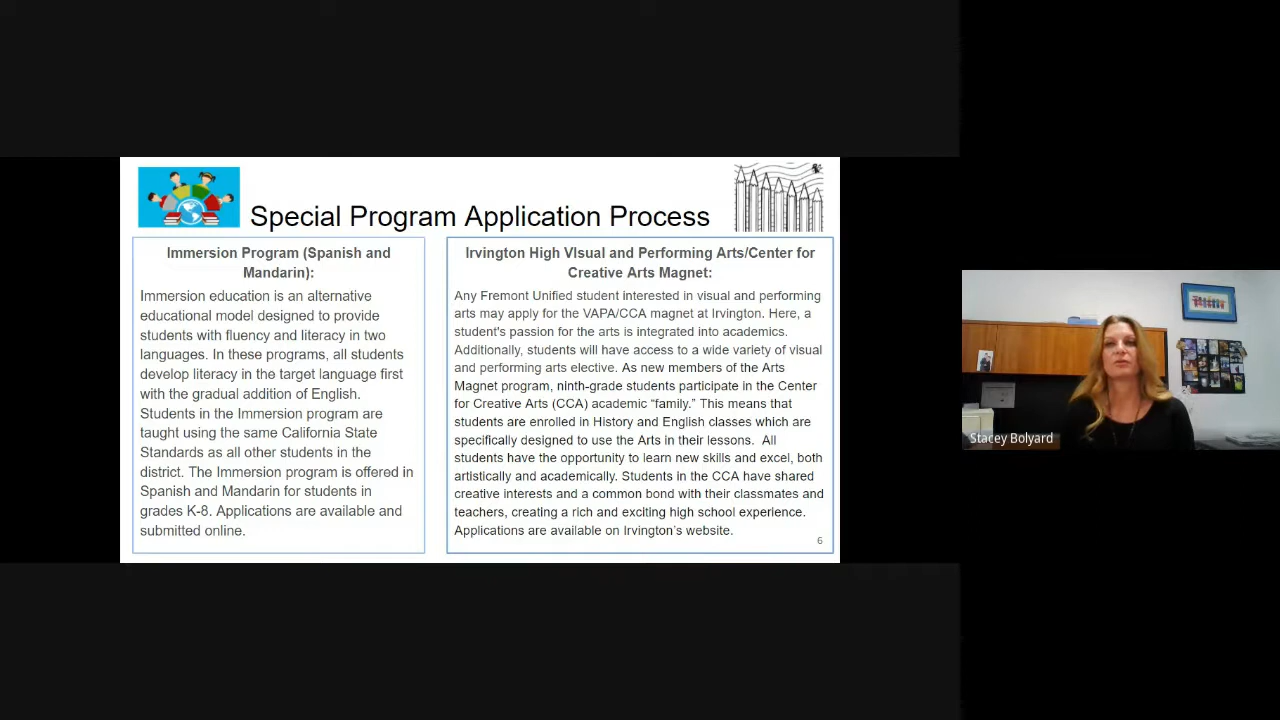 Special Program Application Process
Immersion Program (Spanish and
Mandarin):
Immersion education is an alternative
educational model designed to provide
students with fluency and literacy in two
languages. In these programs, all students
develop literacy in the target language first
with the gradual addition of English.
Students in the Immersion program are
taught using the same California State
Standards as all other students in the
district. The Immersion program is offered in
Spanish and Mandarin for students in
grades K-8. Applications are available and
submitted online.
Irvington High VIsual and Performing Arts/Center for
Creative Arts Magnet:
Any Fremont Unified student interested in visual and performing
arts may apply for the VAPA/CCA magnet at Irvington. Here, a
student's passion for the arts is integrated into academics.
Additionally, students will have access to a wide variety of visual
and performing arts elective. As new members of the Arts
Magnet program, ninth-grade students participate in the Center
for Creative Arts (CCA) academic “family.” This means that
students are enrolled in History and English classes which are
specifically designed to use the Arts in their lessons.  All
students have the opportunity to learn new skills and excel, both
artistically and academically. Students in the CCA have shared
creative interests and a common bond with their classmates and
teachers, creating a rich and exciting high school experience.
Applications are available on Irvington’s website.
6
Stacey Bolyard